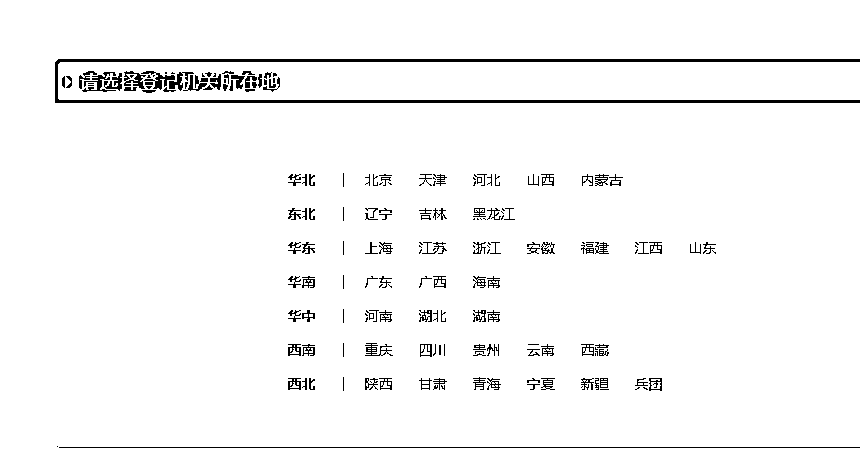 请选择登记机关所在地
华北 | 北京 天津 河北 山西 内蒙古
东北 | 辽宁 吉林 黑龙江
华东 | 上海 江苏 浙江 安徽 福建 江西 山东
华南 | 广东 广西 海南
华中 | 河南 湖北 湖南
西南 | 重庆 四川 贵州 云南 西藏
西北 | 陕西 甘肃 青海 宁夏 新疆 兵团